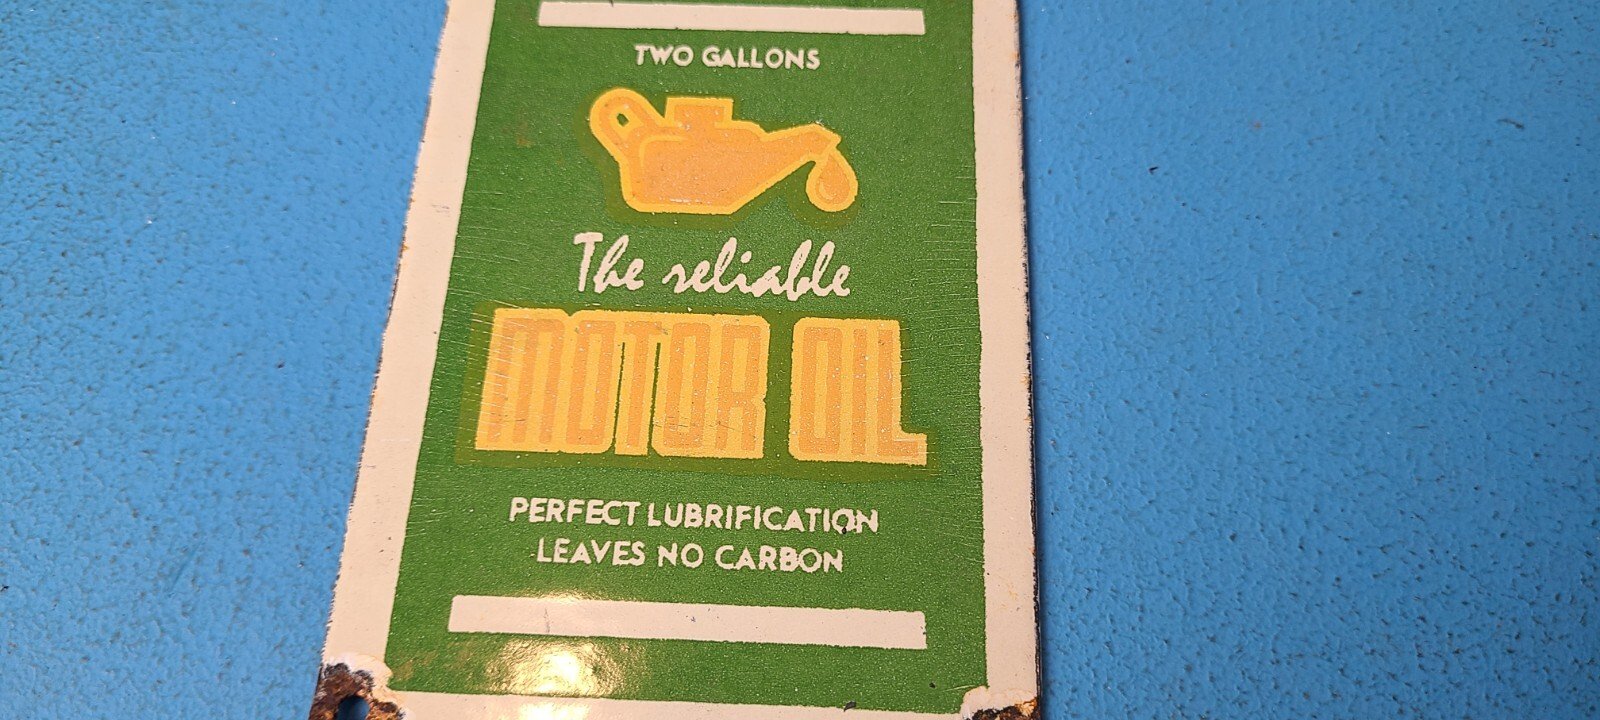 TWO GALLONS
The reliable
MOTOR OIL
PERFECT LUBRIFICATION
LEAVES NO CARBON